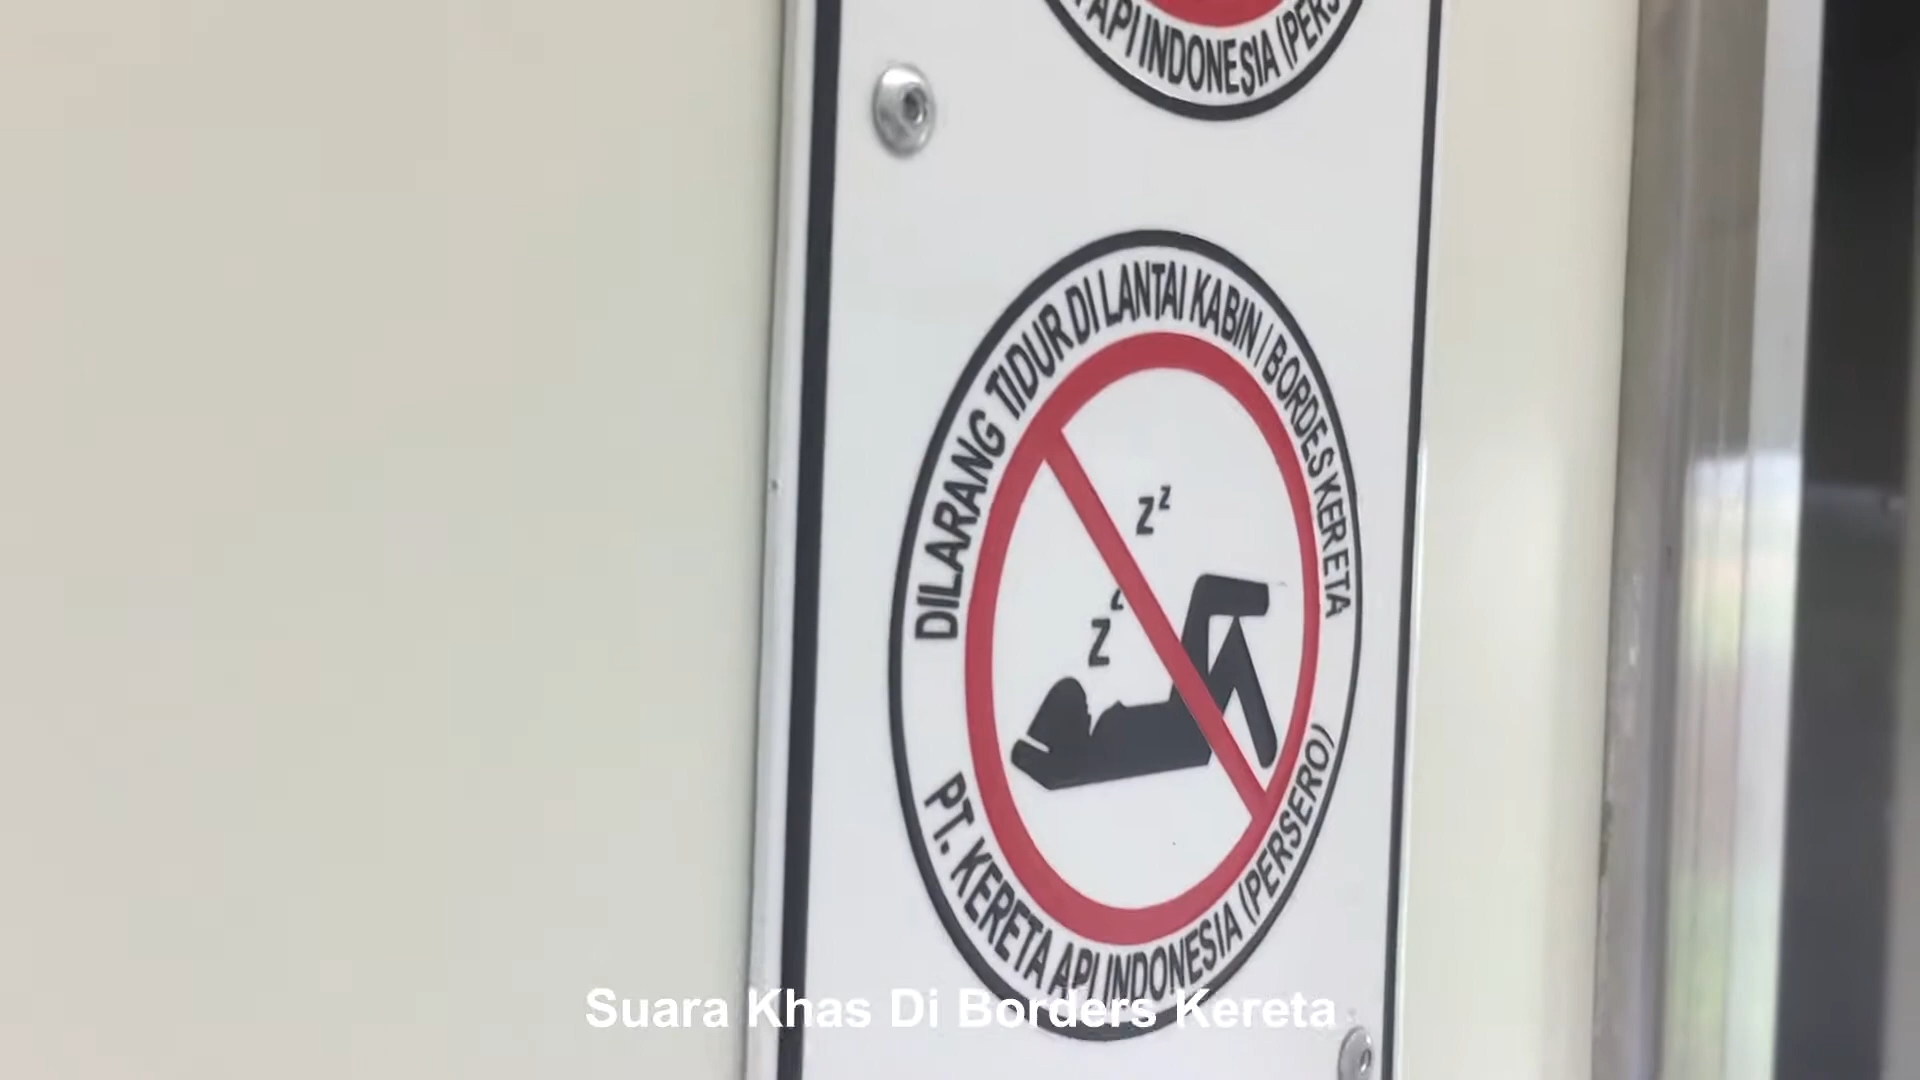 API INDONESIA (PERS
DILARANG TIDUR DI LANTAI KABIN / BORDES KERETA
Z z
Z z
PT. KERETA API INDONESIA (PERSERO)
Suara Khas Di Borders Kereta